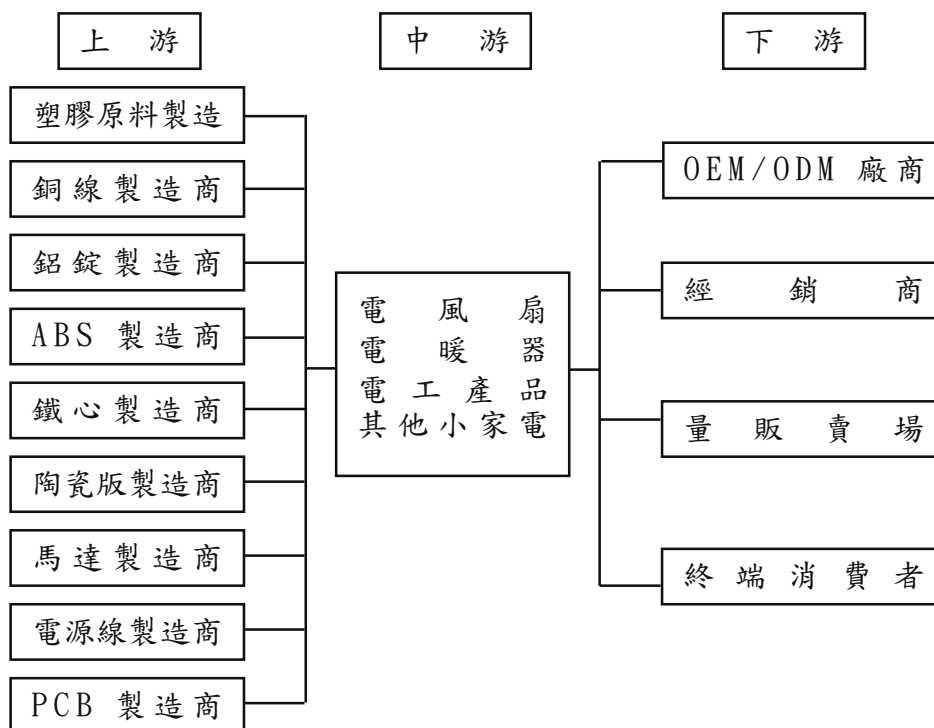 上游
中游
下游
塑膠原料製造
銅線製造商
鋁錠製造商
ABS 製造商
鐵心製造商
陶瓷版製造商
馬達製造商
電源線製造商
PCB 製造商
電風扇
電暖器
電工產品
其他小家電
OEM/ODM 廠商
經銷商
量販賣場
終端消費者